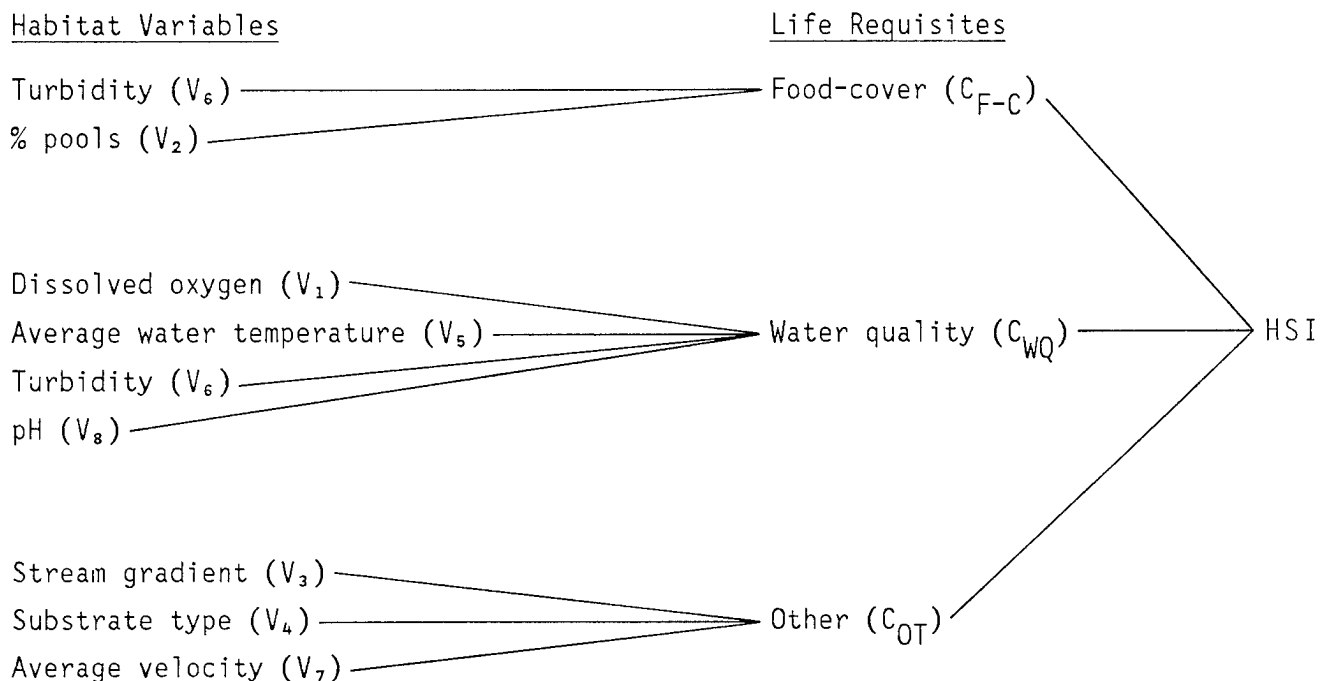 Habitat Variables Life Requisites
Turbidity (V₆) Food-cover (C_F-C)
% pools (V₂)
Dissolved oxygen (V₁)
Average water temperature (V₅) Water quality (C_WQ) HSI
Turbidity (V₆)
pH (V₈)
Stream gradient (V₃)
Substrate type (V₄) Other (C_OT)
Average velocity (V₇)